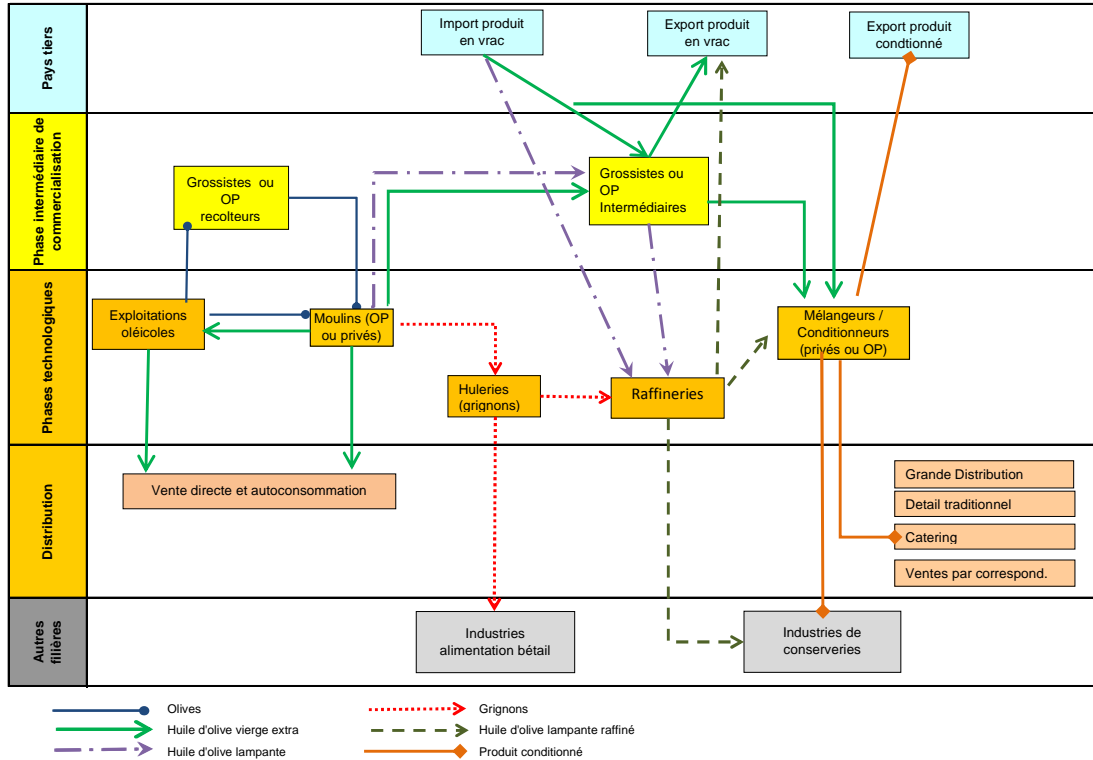 Pays tiers
Import produit
en vrac
Export produit
en vrac
Export produit
condtionné
Phase intermédiaire de
commercialisation
Grossistes ou
OP
recolteurs
Grossistes ou
OP
Intermédiaires
Phases technologiques
Exploitations
oléicoles
Moulins (OP
ou privés)
Mélangeurs /
Conditionneurs
(privés ou OP)
Huleries
(grignons)
Raffineries
Distribution
Vente directe et autoconsommation
Grande Distribution
Detail traditionnel
Catering
Ventes par correspond.
Autres
filières
Industries
alimentation bétail
Industries de
conserveries
Olives
Grignons
Huile d'olive vierge extra
Huile d'olive lampante raffiné
Huile d'olive lampante
Produit conditionné